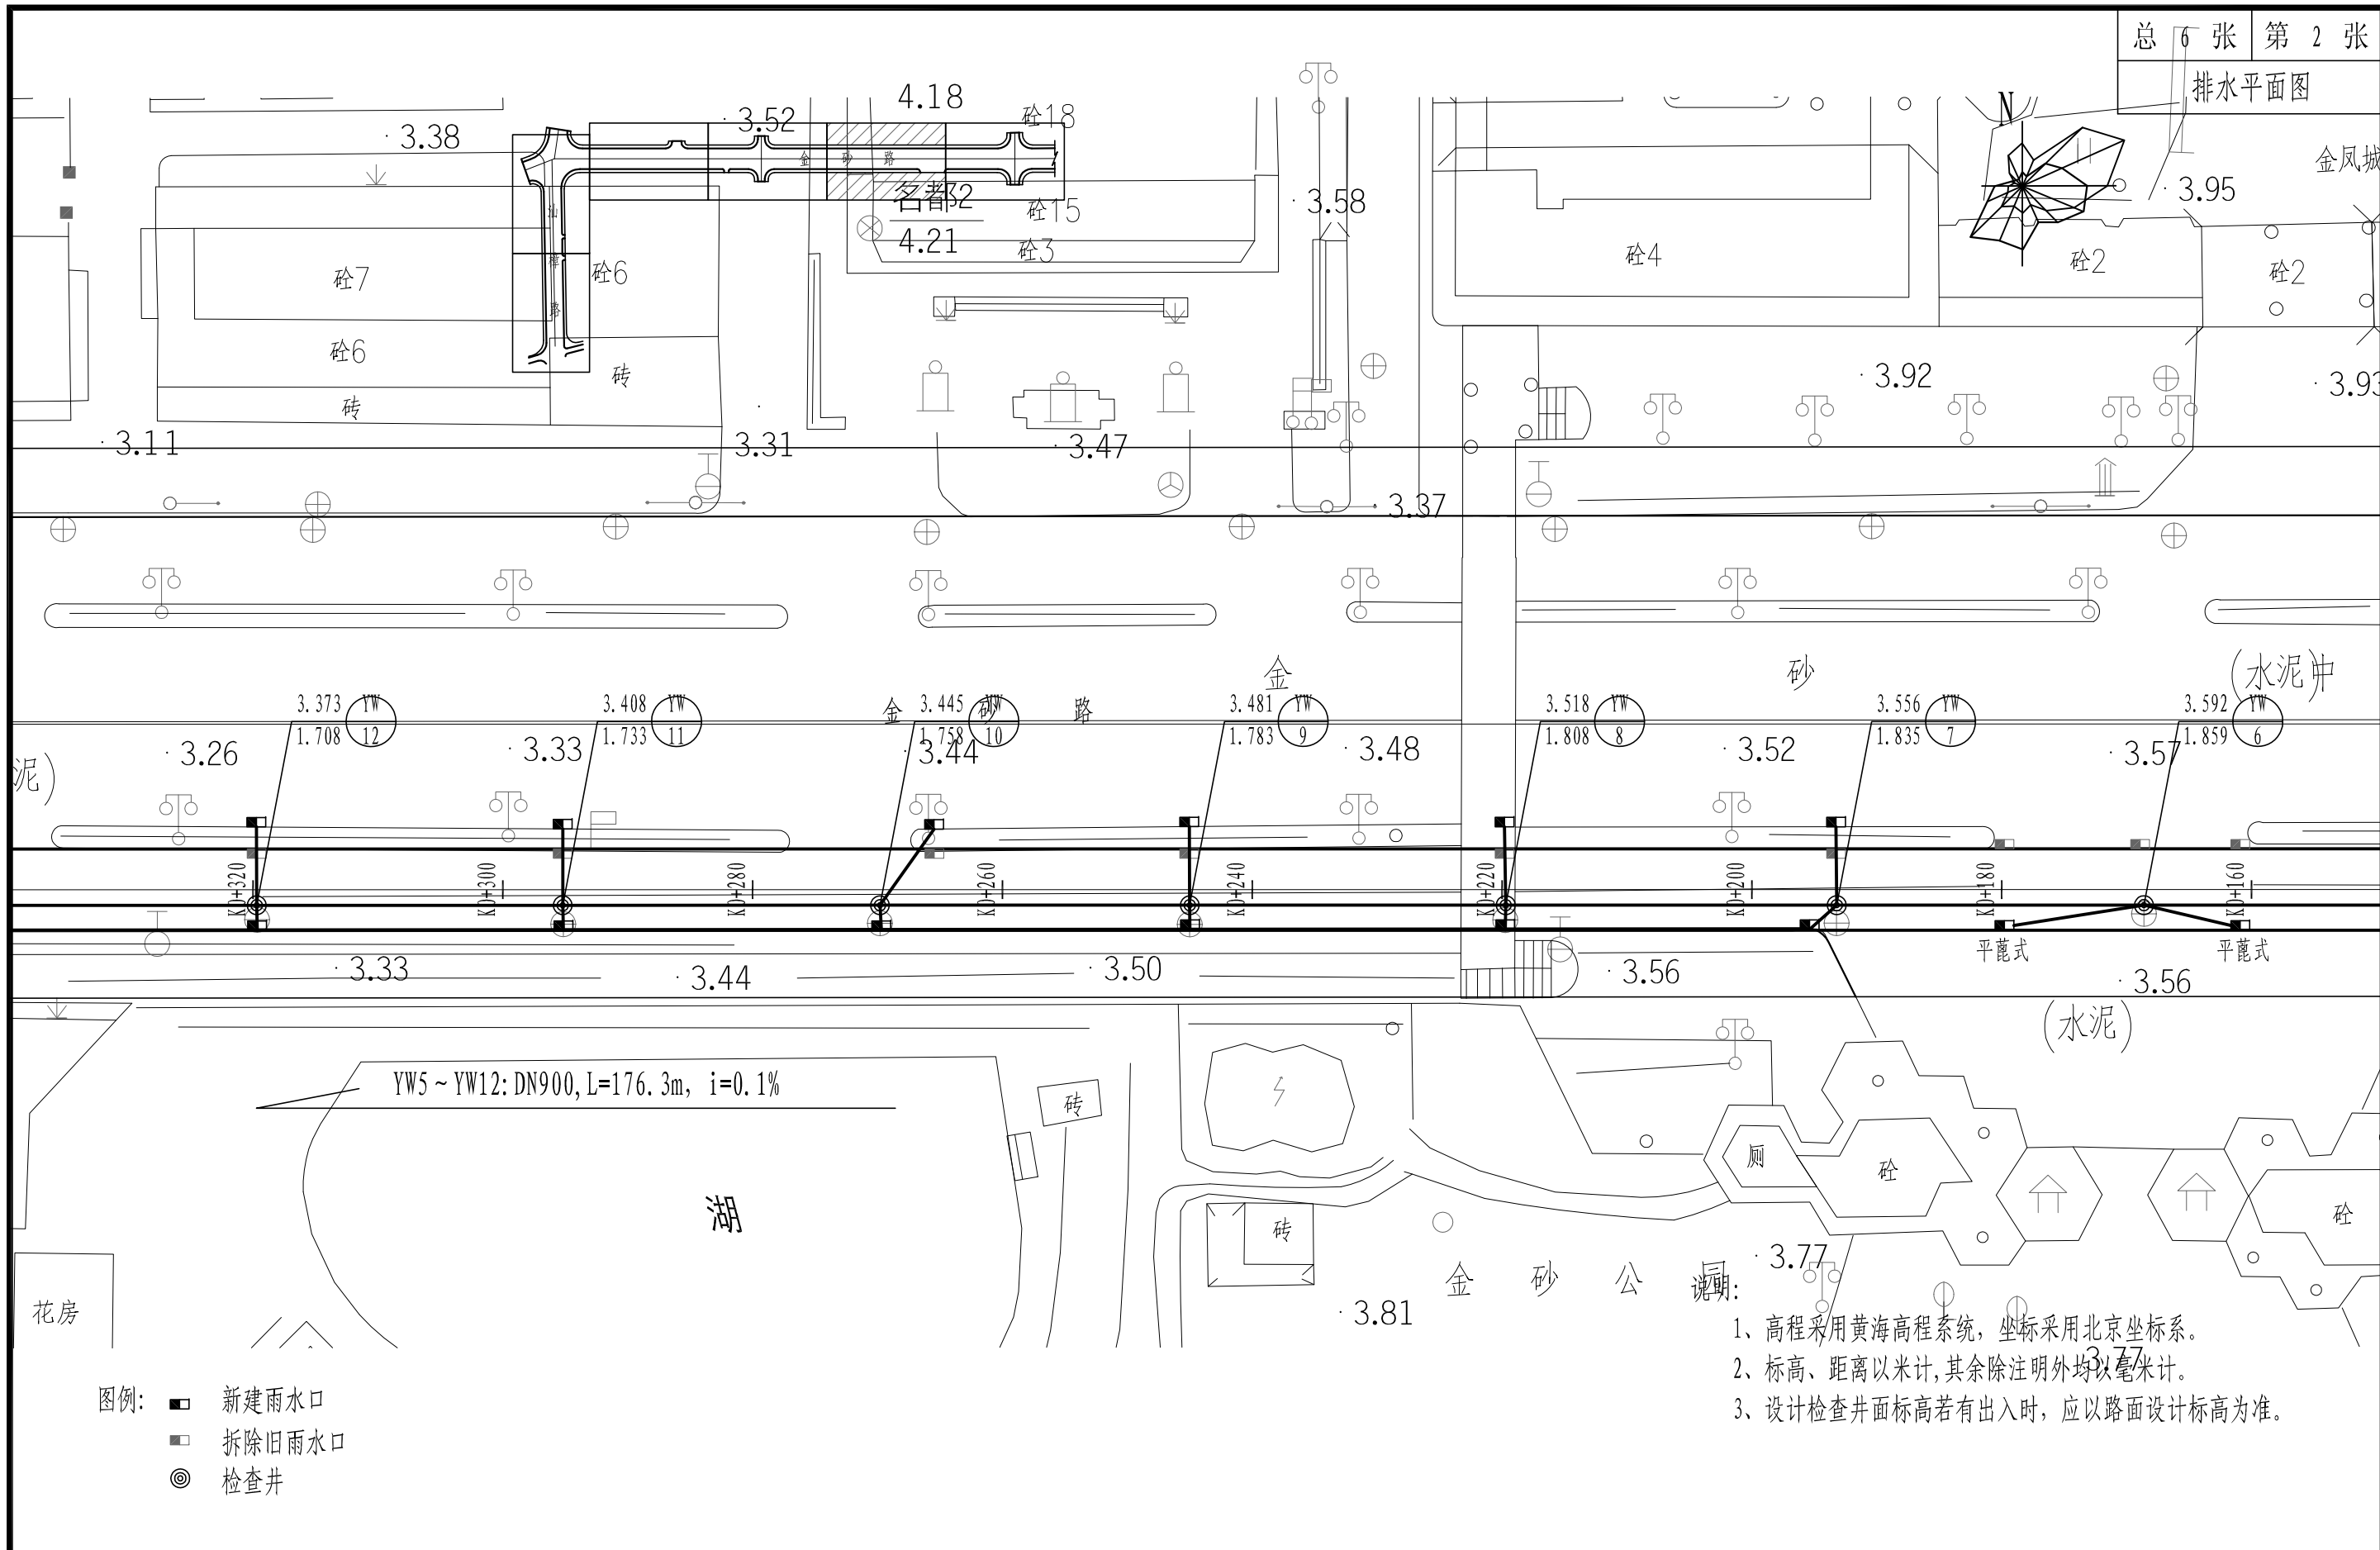 总 6 张 第 2 张
排水平面图
N
4.18
砼18
3.38
3.52
金 砂 路
金凤城
3.95
3.58
名都2
4.21
砼15
砼3
汕
樟
路
砼7
砼6
砼4
砼2
砼2
砼6
砖
砖
3.92
3.93
3.11
3.31
3.47
3.37
金
砂
(水泥)
中
3.373 YW
1.708 12
3.408 YW
1.733 11
金 砂 路
3.445 YW
1.758 10
3.481 YW
1.783 9
3.518 YW
1.808 8
3.556 YW
1.835 7
3.592 YW
1.859 6
泥)
3.26
3.33
3.44
3.48
3.52
3.57
K0+320
K0+300
K0+280
K0+260
K0+240
K0+220
K0+200
K0+180
K0+160
平蓖式
平蓖式
3.33
3.44
3.50
3.56
3.56
(水泥)
YW5～YW12:DN900,L=176.3m, i=0.1%
砖
厕
砼
砼
湖
砖
金 砂 公 园
3.77
3.81
花房
说明:
1、高程采用黄海高程系统，坐标采用北京坐标系。
2、标高、距离以米计,其余除注明外均以毫米计。
3.77
3、设计检查井面标高若有出入时，应以路面设计标高为准。
图例:
新建雨水口
拆除旧雨水口
检查井